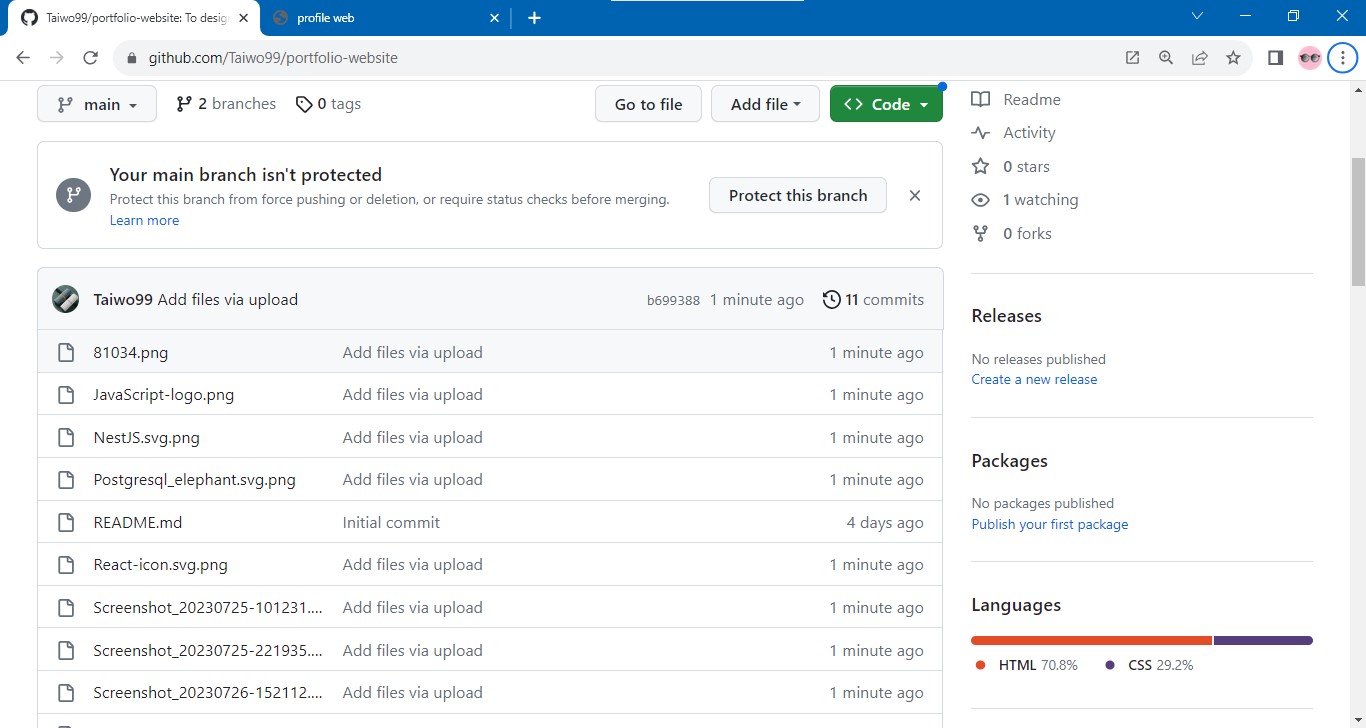 Taiwo99/portfolio-website: To desig
profile web
github.com/Taiwo99/portfolio-website
main
2 branches
0 tags
Go to file
Add file
Code
Your main branch isn't protected
Protect this branch from force pushing or deletion, or require status checks before merging.
Learn more
Protect this branch
Taiwo99 Add files via upload
b699388 1 minute ago
11 commits
81034.png Add files via upload 1 minute ago
JavaScript-logo.png Add files via upload 1 minute ago
NestJS.svg.png Add files via upload 1 minute ago
Postgresql_elephant.svg.png Add files via upload 1 minute ago
README.md Initial commit 4 days ago
React-icon.svg.png Add files via upload 1 minute ago
Screenshot_20230725-101231.... Add files via upload 1 minute ago
Screenshot_20230725-221935.... Add files via upload 1 minute ago
Screenshot_20230726-152112.... Add files via upload 1 minute ago
Readme
Activity
0 stars
1 watching
0 forks
Releases
No releases published
Create a new release
Packages
No packages published
Publish your first package
Languages
HTML 70.8%
CSS 29.2%